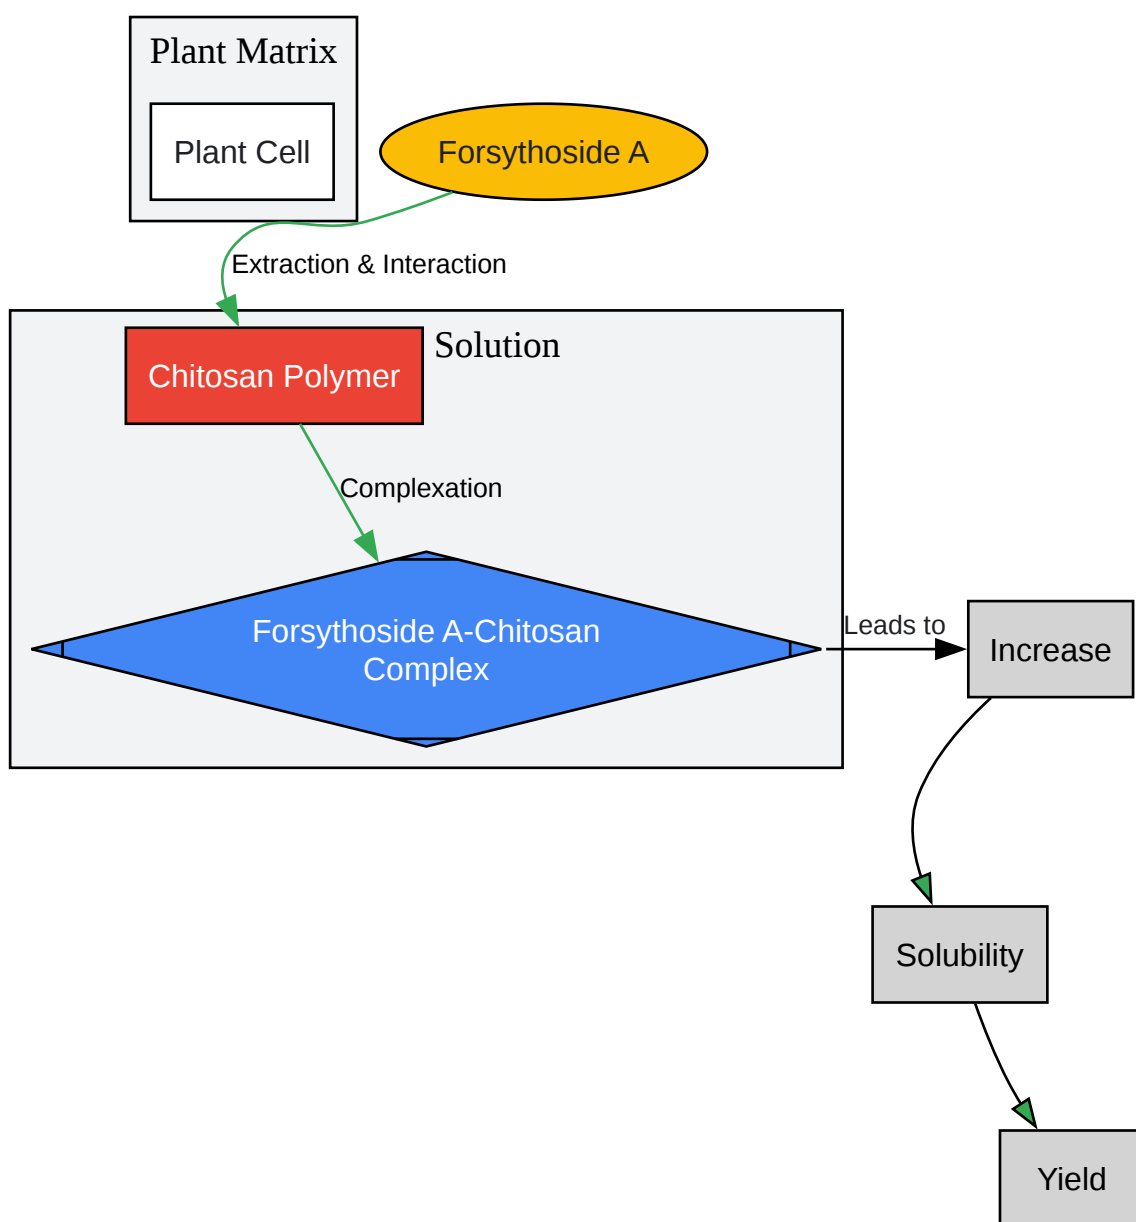 Plant Matrix
Plant Cell
Forsythoside A
Extraction & Interaction
Solution
Chitosan Polymer
Complexation
Forsythoside A-Chitosan
Complex
Leads to
Increase
Solubility
Yield